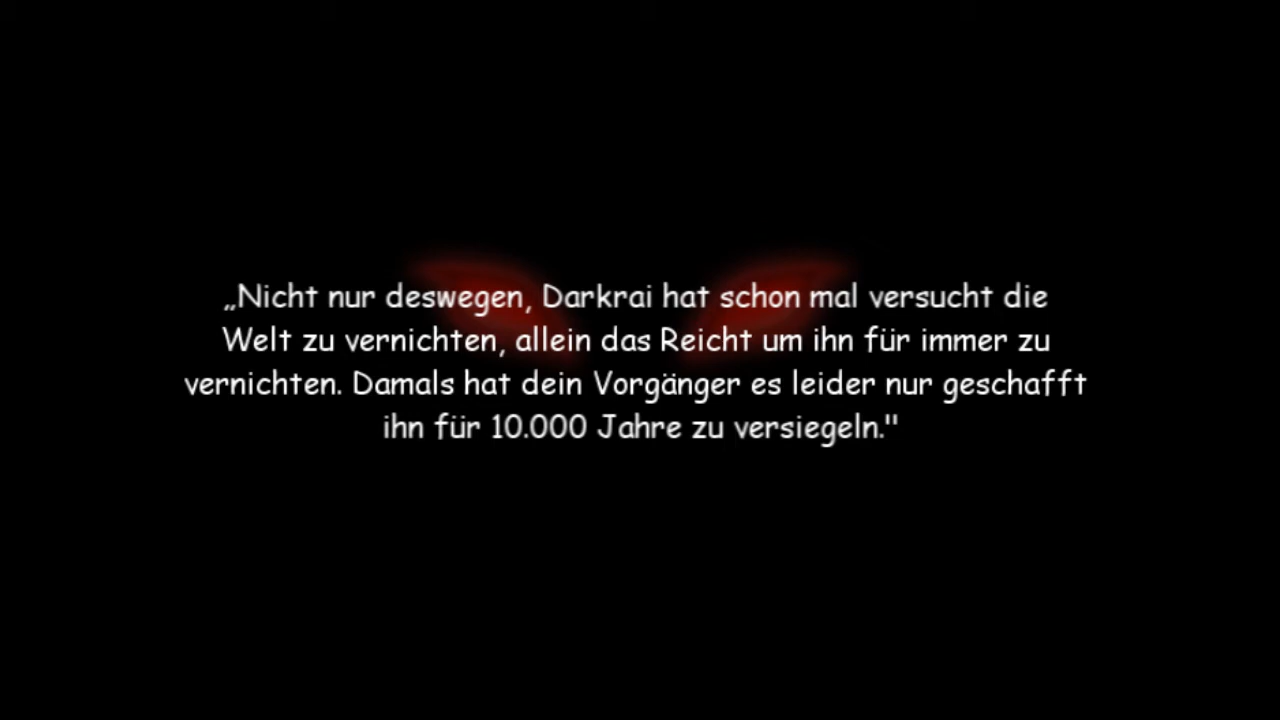 „Nicht nur deswegen, Darkrai hat schon mal versucht die
Welt zu vernichten, allein das Reicht um ihn für immer zu
vernichten. Damals hat dein Vorgänger es leider nur geschafft
ihn für 10.000 Jahre zu versiegeln."